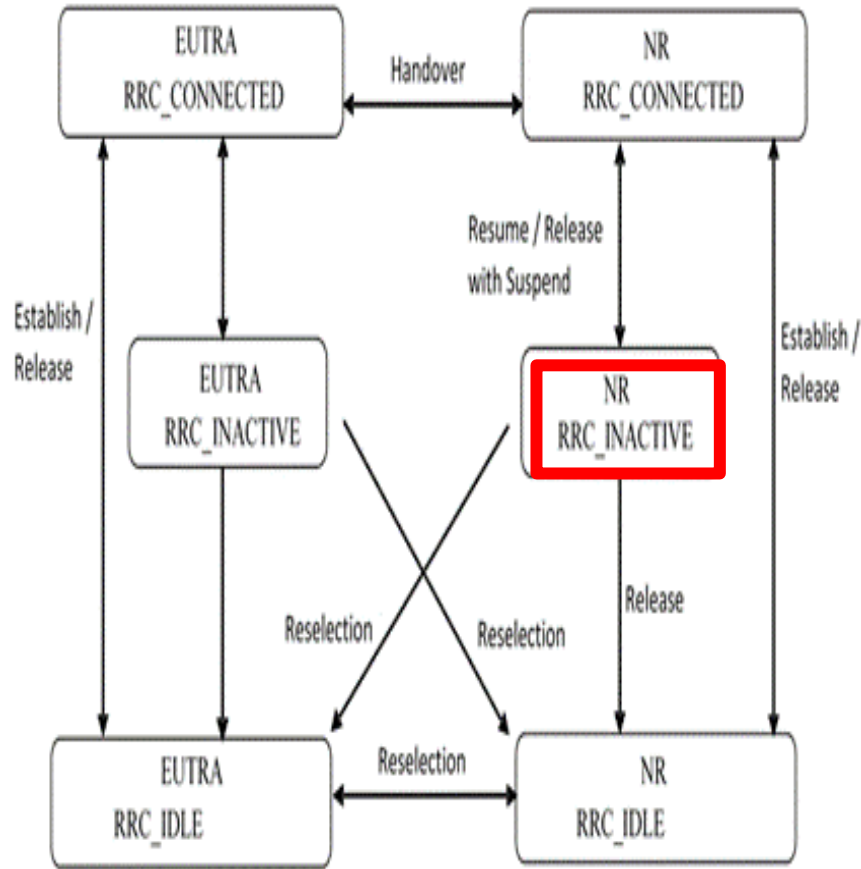 EUTRA
RRC_CONNECTED
Handover
NR
RRC_CONNECTED
Resume / Release
with Suspend
Establish /
Release
Establish /
Release
EUTRA
RRC_INACTIVE
NR
RRC_INACTIVE
Reselection
Reselection
Release
EUTRA
RRC_IDLE
Reselection
NR
RRC_IDLE